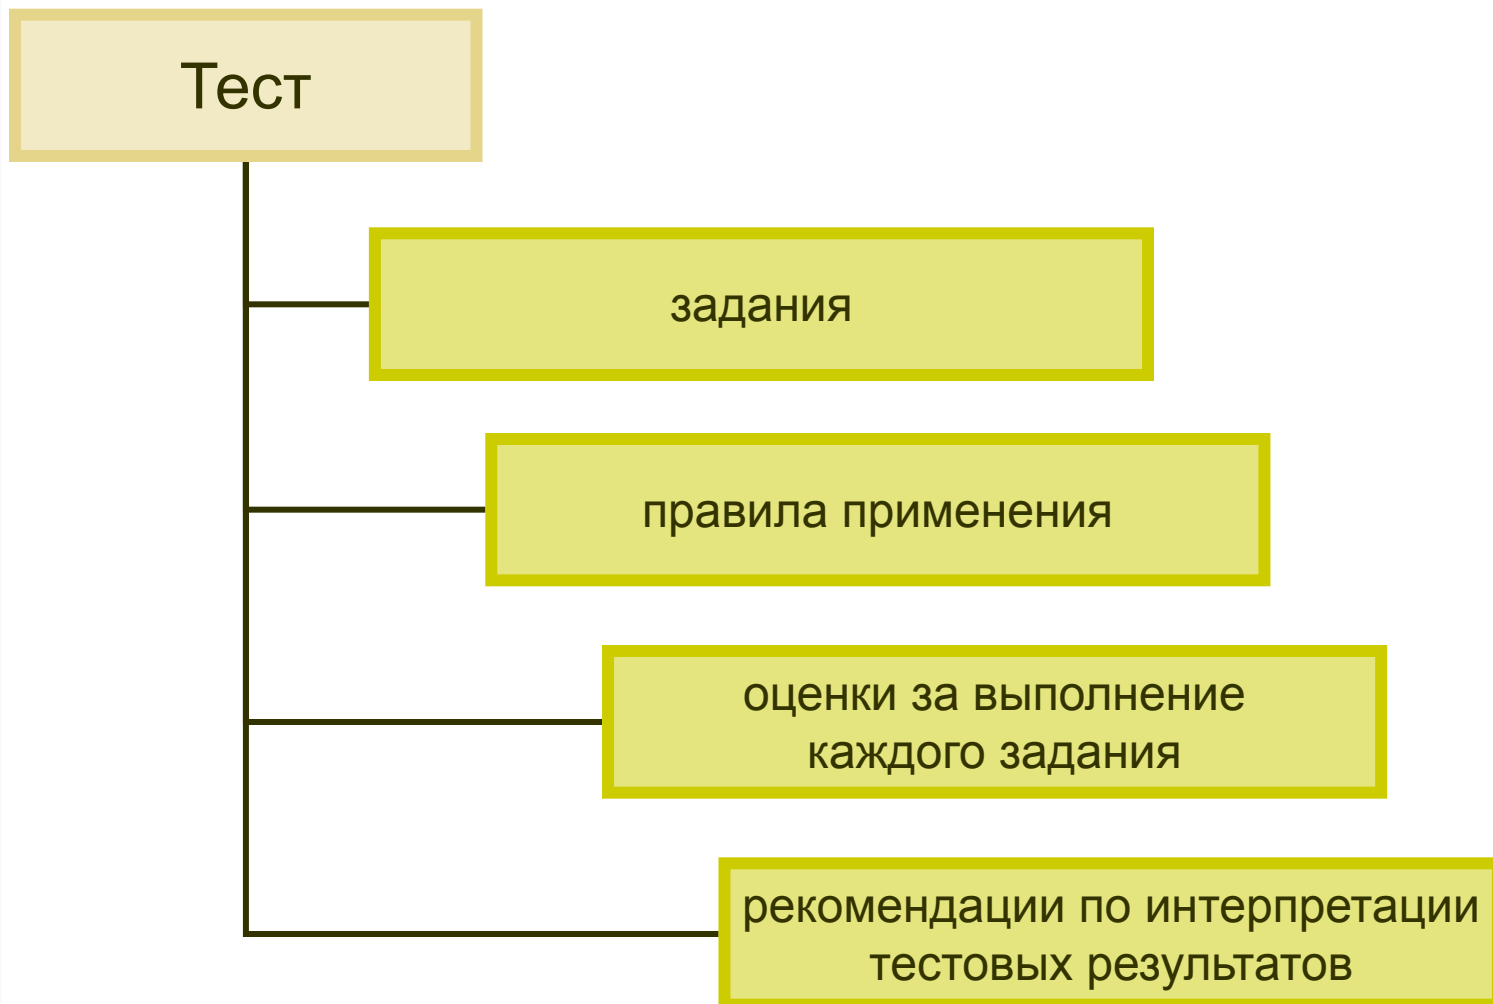 Тест
задания
правила применения
оценки за выполнение
каждого задания
рекомендации по интерпретации
тестовых результатов